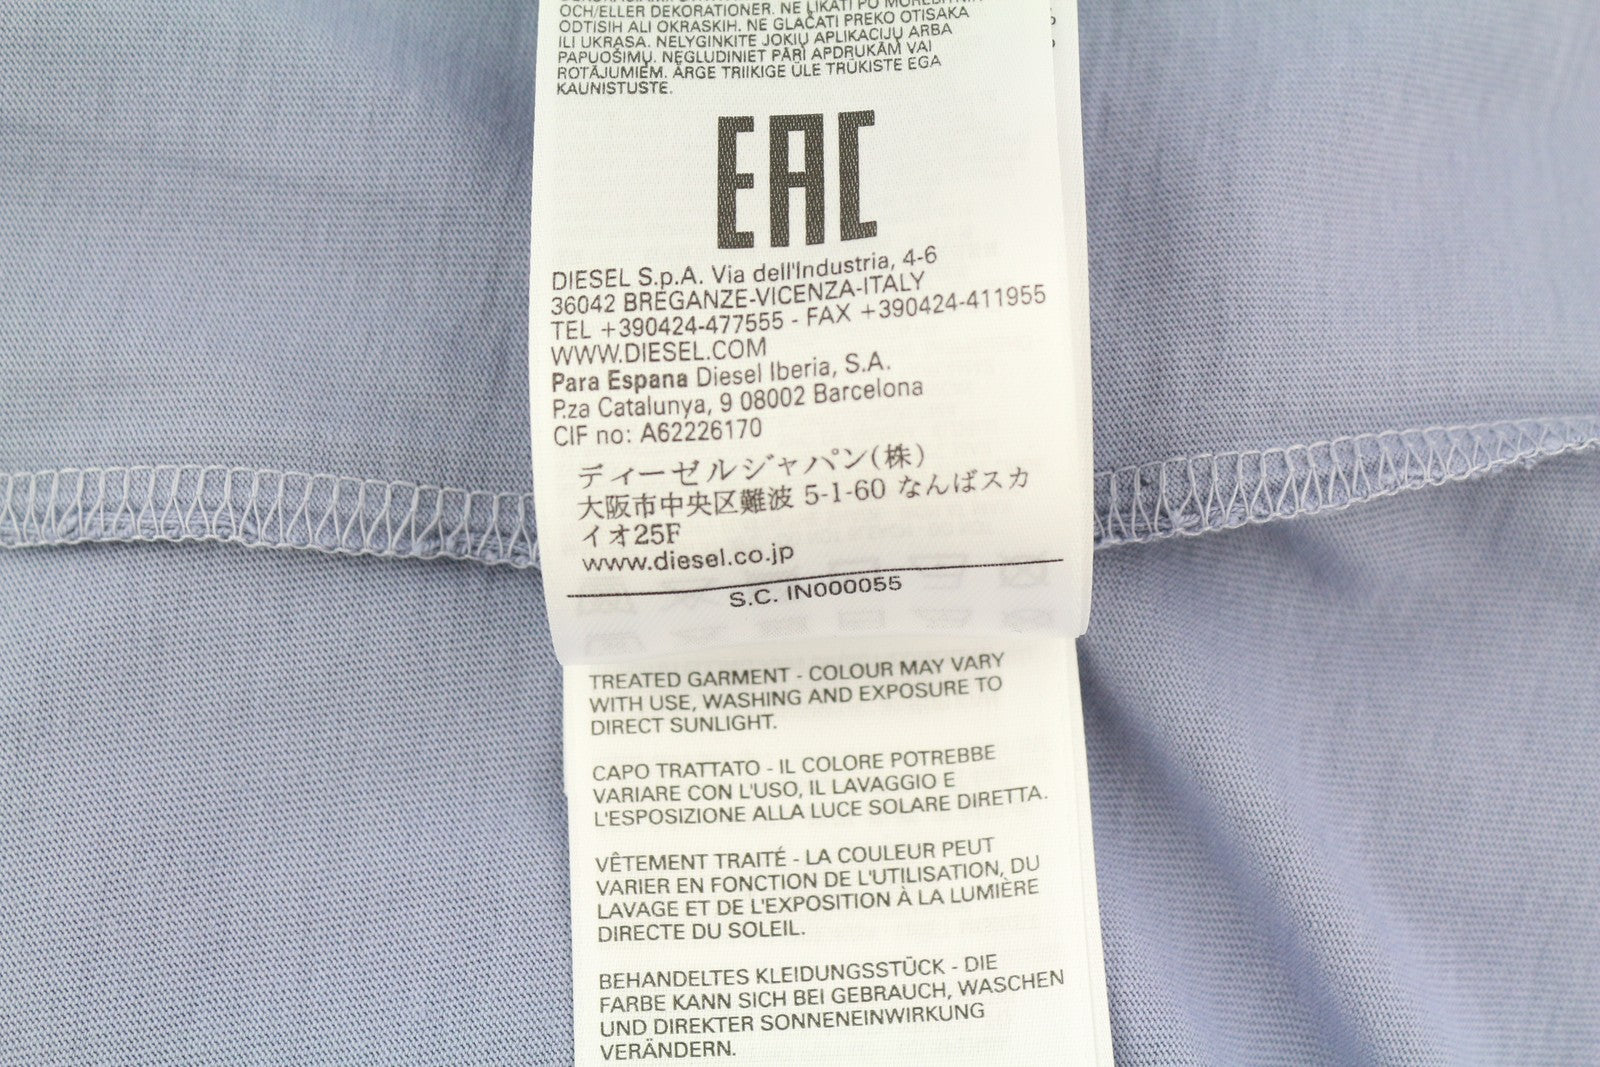 OCH/ELLER DEKORATIONER. NE LIKATI PO
ODTISIH ALI OKRASKIH. NE GLAČATI PREKO OTISAKA
ILI UKRASA. NELYGINKITE JOKIŲ APLIKACIJŲ ARBA
PAPUOŠIMŲ. NEGLUDINIET PĀRI APDRUKĀM VAI
ROTĀJUMIEM. ÄRGE TRIIKIGE ÜLE TRÜKISTE EGA
KAUNISTUSTE.
EAC
DIESEL S.p.A. Via dell'Industria, 4-6
36042 BREGANZE-VICENZA-ITALY
TEL +390424-477555 - FAX +390424-411955
WWW.DIESEL.COM
Para Espana Diesel Iberia, S.A.
P.za Catalunya, 9 08002 Barcelona
CIF no: A62226170
ディーゼルジャパン(株)
大阪市中央区難波 5-1-60 なんばスカ
イオ25F
www.diesel.co.jp
S.C. IN000055
TREATED GARMENT - COLOUR MAY VARY
WITH USE, WASHING AND EXPOSURE TO
DIRECT SUNLIGHT.
CAPO TRATTATO - IL COLORE POTREBBE
VARIARE CON L'USO, IL LAVAGGIO E
L'ESPOSIZIONE ALLA LUCE SOLARE DIRETTA.
VÊTEMENT TRAITÉ - LA COULEUR PEUT
VARIER EN FONCTION DE L'UTILISATION, DU
LAVAGE ET DE L'EXPOSITION À LA LUMIÈRE
DIRECTE DU SOLEIL.
BEHANDELTES KLEIDUNGSSTÜCK - DIE
FARBE KANN SICH BEI GEBRAUCH, WASCHEN
UND DIREKTER SONNENEINWIRKUNG
VERÄNDERN.